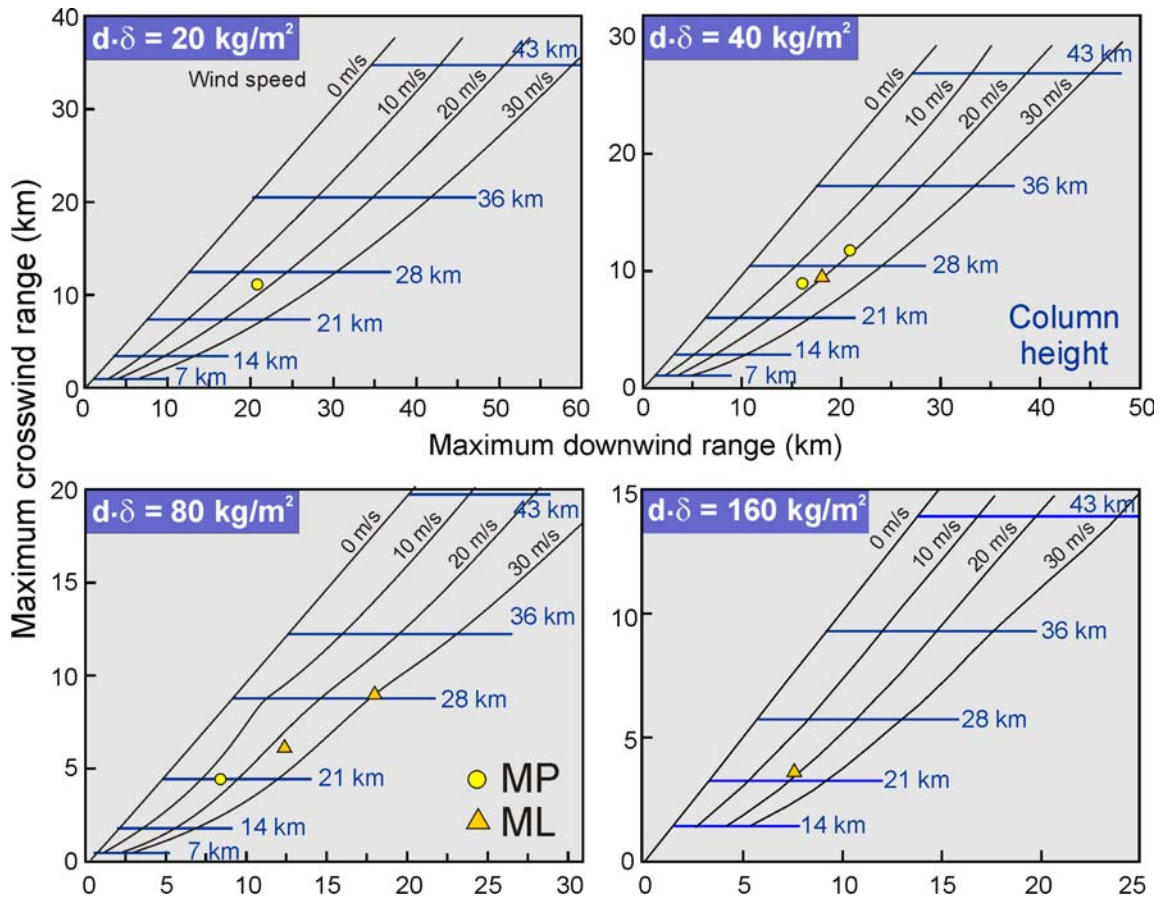 d·δ = 20 kg/m²
Wind speed
0 m/s
10 m/s
20 m/s
30 m/s
43 km
36 km
28 km
21 km
14 km
7 km
40
30
20
10
0
0 10 20 30 40 50 60
d·δ = 40 kg/m²
0 m/s
10 m/s
20 m/s
30 m/s
43 km
36 km
28 km
21 km
14 km
7 km
Column
height
30
20
10
0
0 10 20 30 40 50
Maximum downwind range (km)
Maximum crosswind range (km)
d·δ = 80 kg/m²
0 m/s
10 m/s
20 m/s
30 m/s
43 km
36 km
28 km
21 km
14 km
7 km
MP
ML
20
15
10
5
0
0 5 10 15 20 25 30
d·δ = 160 kg/m²
0 m/s
10 m/s
20 m/s
30 m/s
43 km
36 km
28 km
21 km
14 km
15
10
5
0
0 5 10 15 20 25